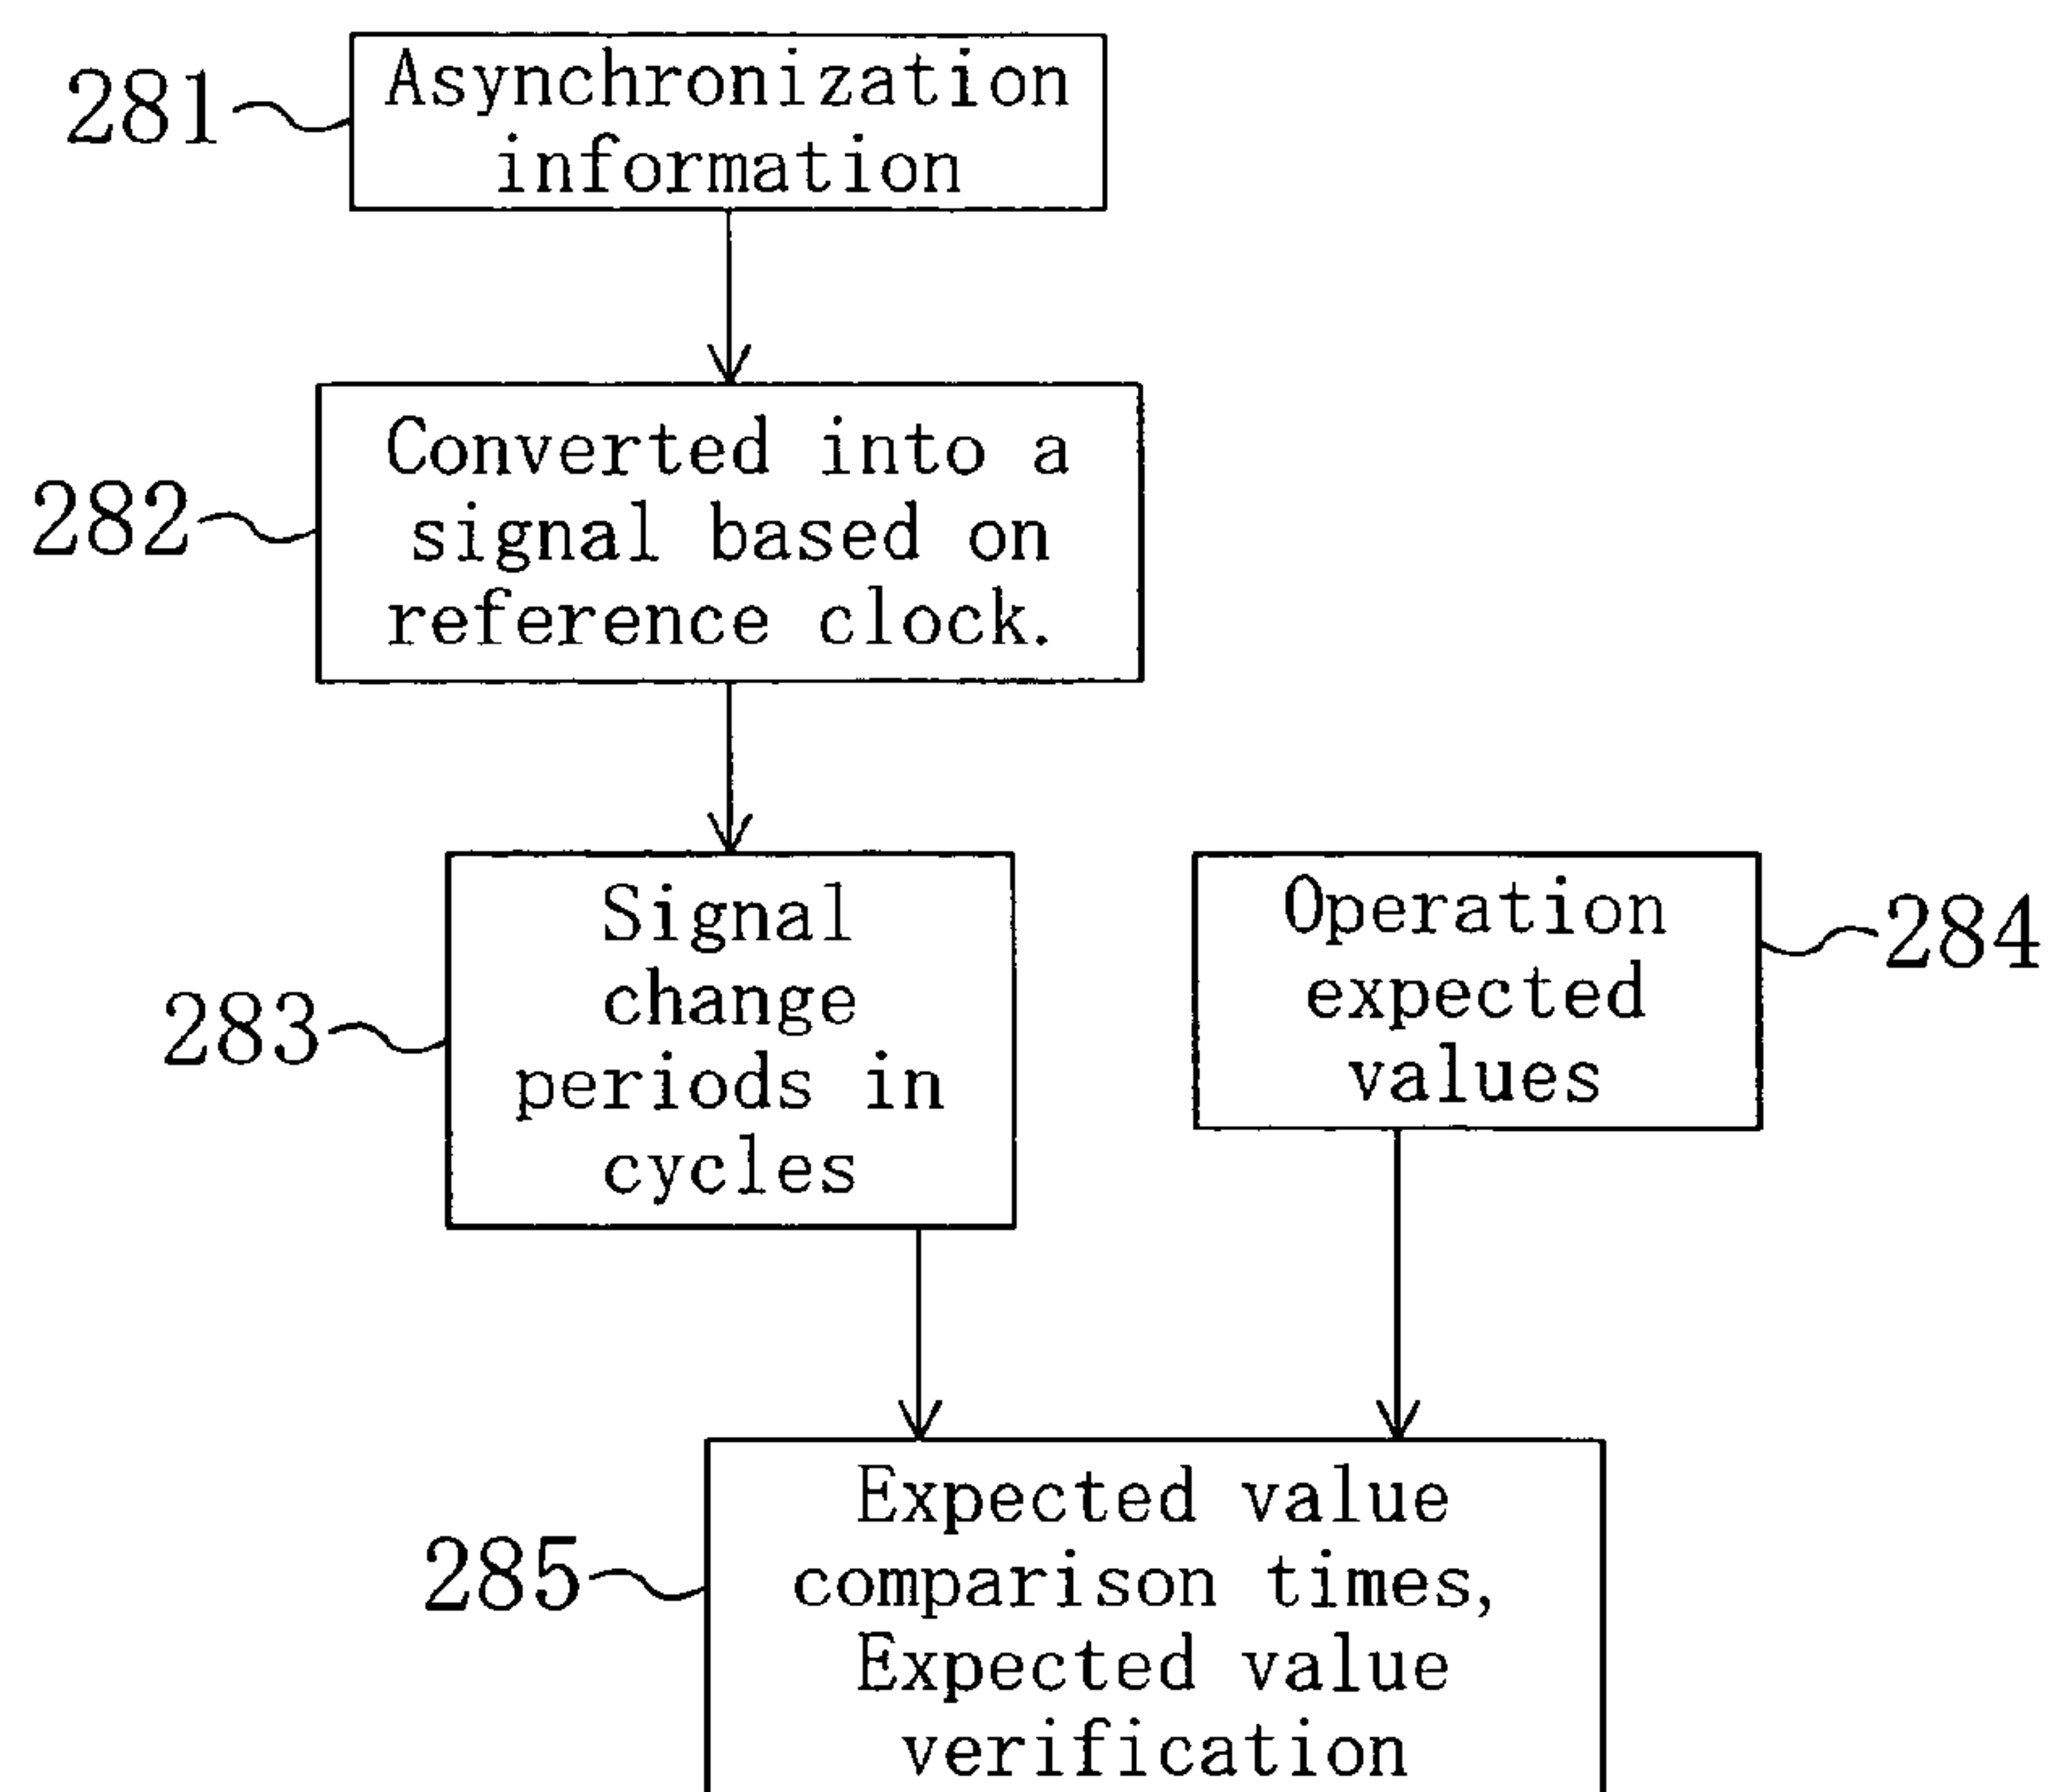 281
Asynchronization
information
282
Converted into a
signal based on
reference clock.
283
Signal
change
periods in
cycles
Operation
expected
values
284
285
Expected value
comparison times,
Expected value
verification